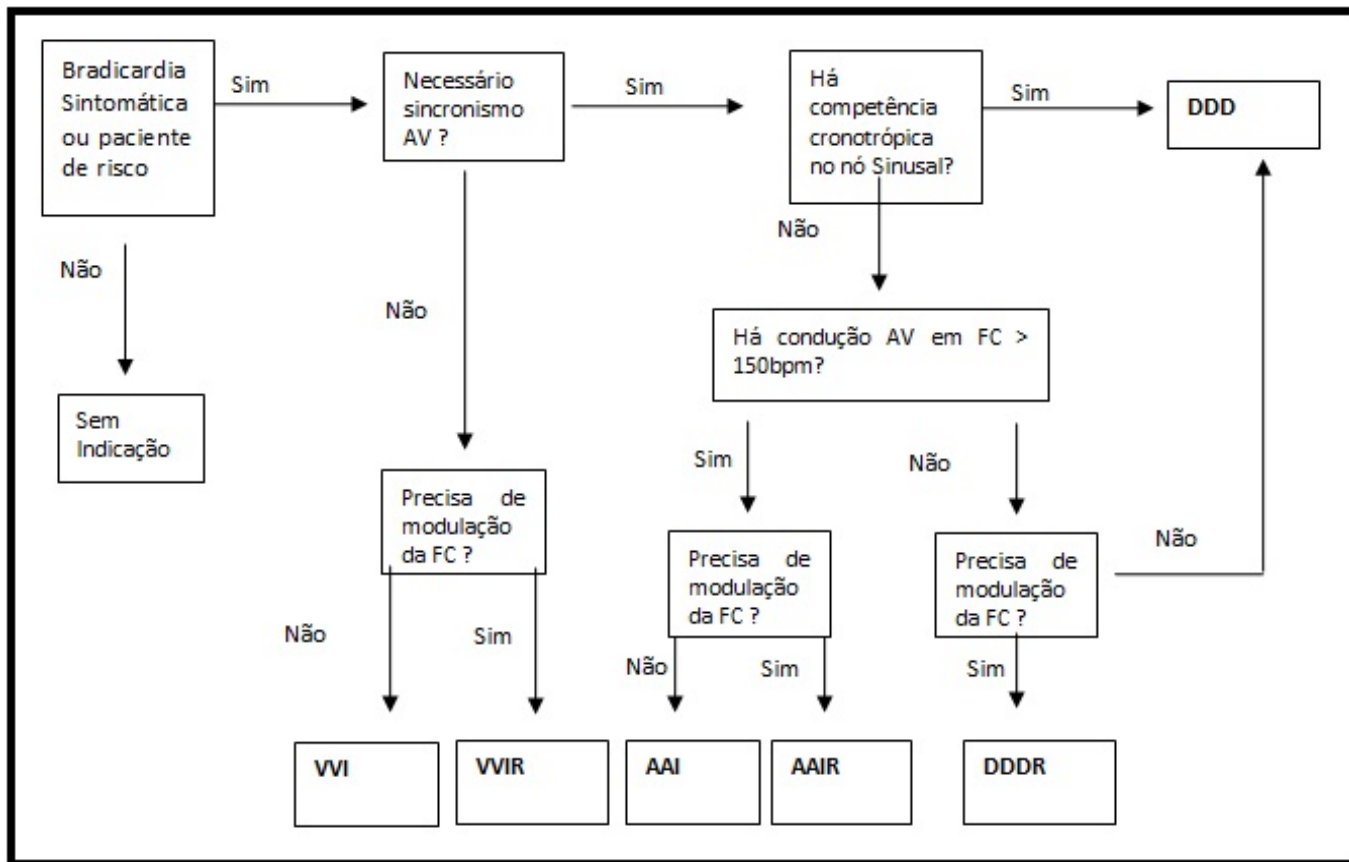 Bradicardia
Sintomática
ou paciente
de risco
Sim
Necessário
sincronismo
AV ?
Sim
Há
competência
cronotrópica
no nó Sinusal?
Sim
DDD
Não
Não
Não
Há condução AV em FC >
150bpm?
Sem
Indicação
Sim
Não
Precisa de
modulação
da FC ?
Precisa de
modulação
da FC ?
Precisa de
modulação
da FC ?
Não
Não
Sim
Não
Sim
Sim
VVI
VVIR
AAI
AAIR
DDDR